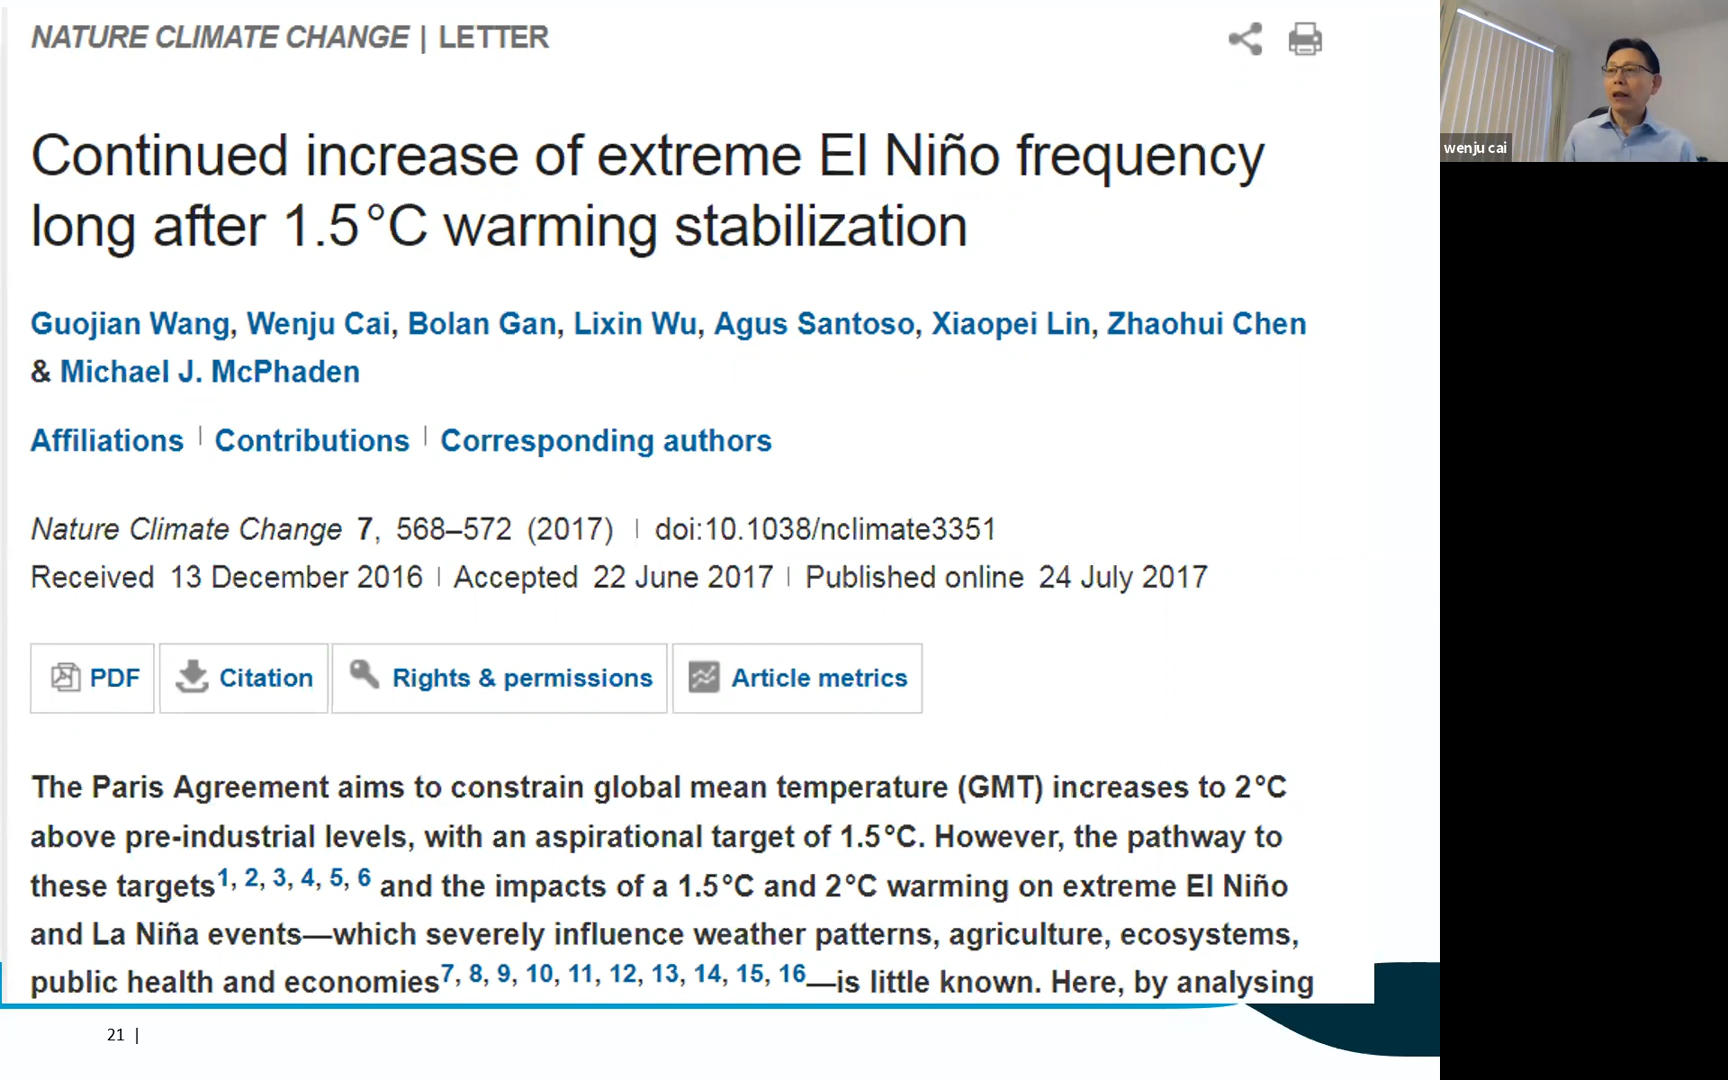 NATURE CLIMATE CHANGE | LETTER
Continued increase of extreme El Niño frequency
long after 1.5 °C warming stabilization
Guojian Wang, Wenju Cai, Bolan Gan, Lixin Wu, Agus Santoso, Xiaopei Lin, Zhaohui Chen
& Michael J. McPhaden
Affiliations | Contributions | Corresponding authors
Nature Climate Change 7, 568–572 (2017) | doi:10.1038/nclimate3351
Received 13 December 2016 | Accepted 22 June 2017 | Published online 24 July 2017
PDF Citation Rights & permissions Article metrics
The Paris Agreement aims to constrain global mean temperature (GMT) increases to 2 °C
above pre-industrial levels, with an aspirational target of 1.5 °C. However, the pathway to
these targets1, 2, 3, 4, 5, 6 and the impacts of a 1.5 °C and 2 °C warming on extreme El Niño
and La Niña events—which severely influence weather patterns, agriculture, ecosystems,
public health and economies7, 8, 9, 10, 11, 12, 13, 14, 15, 16—is little known. Here, by analysing
21 |
wenju cai